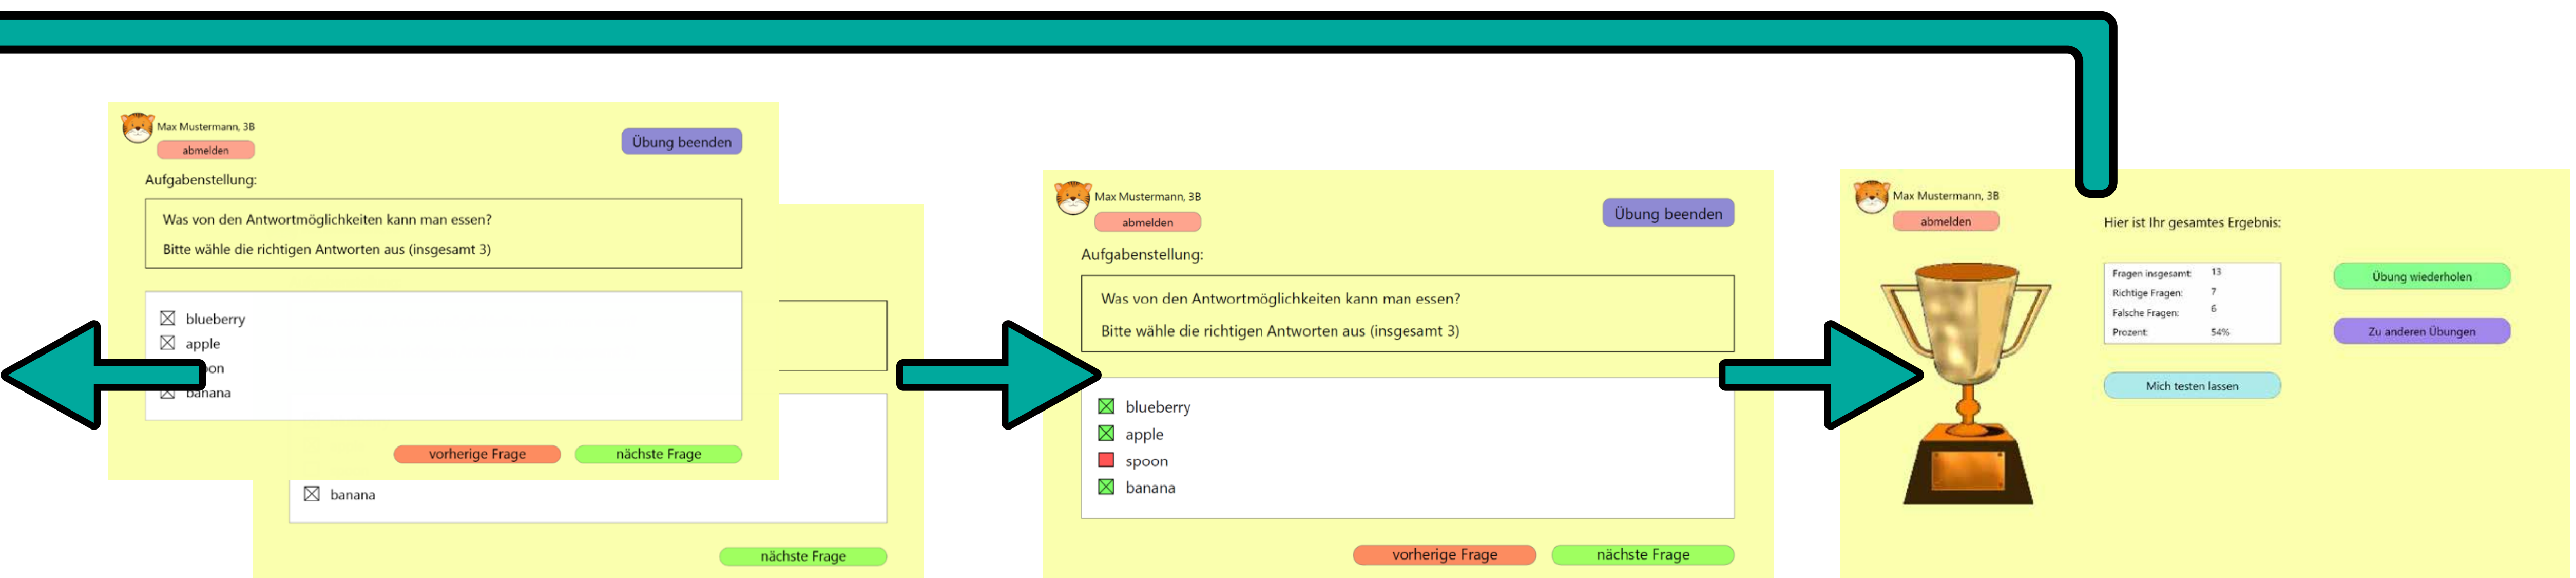 Max Mustermann, 3B
abmelden
Übung beenden
Aufgabenstellung:
Was von den Antwortmöglichkeiten kann man essen?
Bitte wähle die richtigen Antworten aus (insgesamt 3)
blueberry
apple
banana
vorherige Frage
nächste Frage
banana
nächste Frage
Max Mustermann, 3B
abmelden
Übung beenden
Aufgabenstellung:
Was von den Antwortmöglichkeiten kann man essen?
Bitte wähle die richtigen Antworten aus (insgesamt 3)
blueberry
apple
spoon
banana
vorherige Frage
nächste Frage
Max Mustermann, 3B
abmelden
Hier ist Ihr gesamtes Ergebnis:
Fragen insgesamt: 13
Richtige Fragen: 7
Falsche Fragen: 6
Prozent: 54%
Übung wiederholen
Zu anderen Übungen
Mich testen lassen